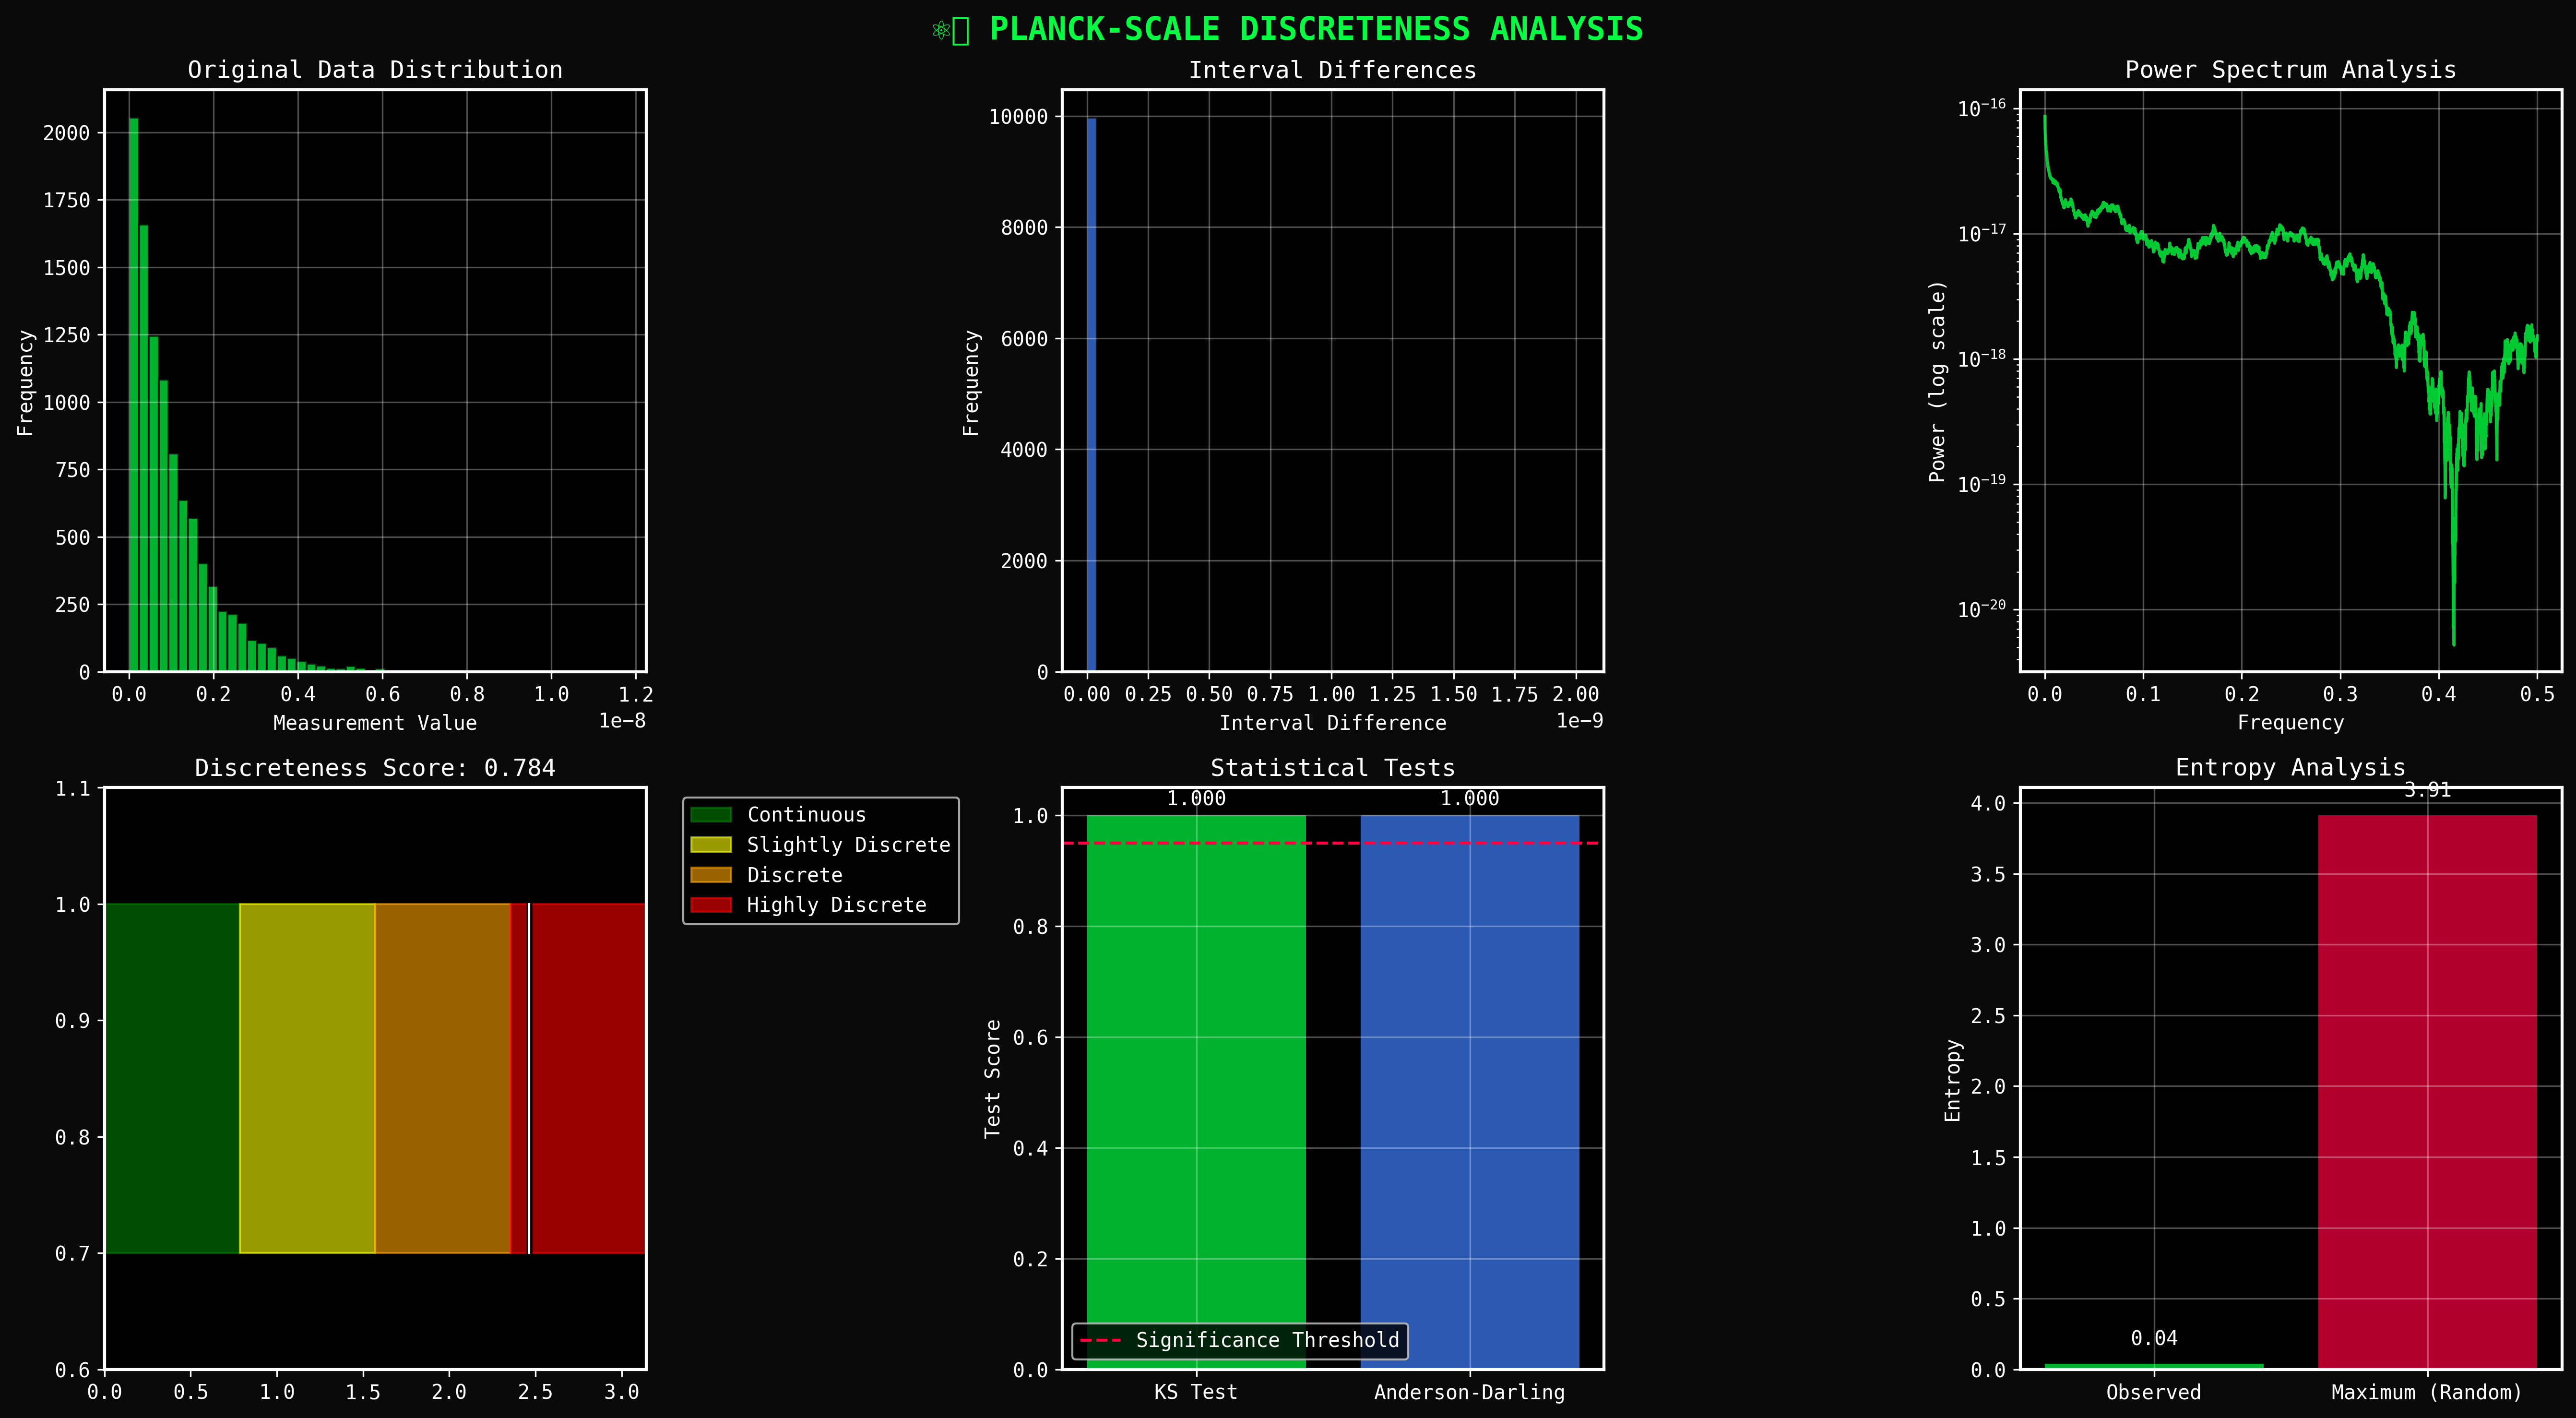 ⚛ PLANCK-SCALE DISCRETENESS ANALYSIS
Original Data Distribution
Frequency
2000
1750
1500
1250
1000
750
500
250
0
0.0 0.2 0.4 0.6 0.8 1.0 1.2
1e−8
Measurement Value
Interval Differences
Frequency
10000
8000
6000
4000
2000
0
0.00 0.25 0.50 0.75 1.00 1.25 1.50 1.75 2.00
1e−9
Interval Difference
Power Spectrum Analysis
Power (log scale)
10⁻¹⁶
10⁻¹⁷
10⁻¹⁸
10⁻¹⁹
10⁻²⁰
0.0 0.1 0.2 0.3 0.4 0.5
Frequency
Discreteness Score: 0.784
1.1
1.0
0.9
0.8
0.7
0.6
0.0 0.5 1.0 1.5 2.0 2.5 3.0
Continuous
Slightly Discrete
Discrete
Highly Discrete
Statistical Tests
Test Score
1.000 1.000
1.0
0.8
0.6
0.4
0.2
0.0
Significance Threshold
KS Test Anderson-Darling
Entropy Analysis
Entropy
3.91
4.0
3.5
3.0
2.5
2.0
1.5
1.0
0.5
0.0
0.04
Observed Maximum (Random)